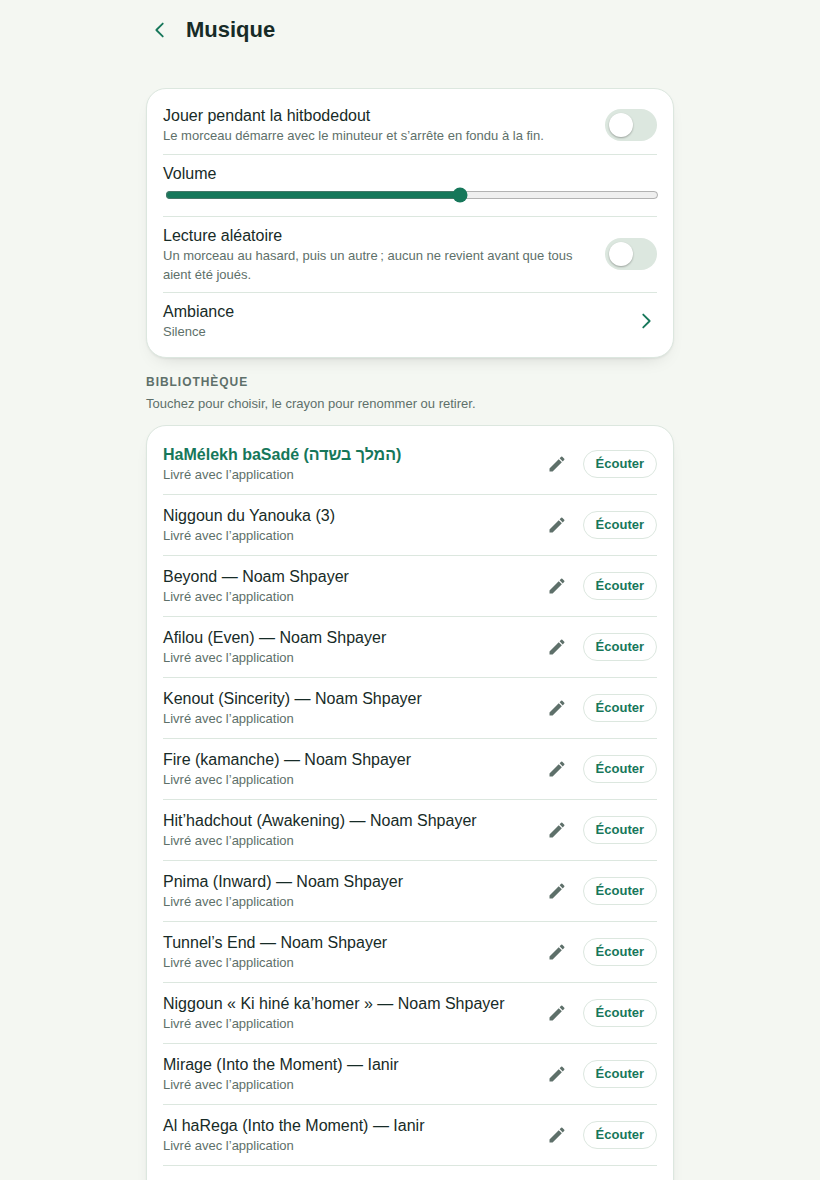 Musique
Jouer pendant la hitbodedout
Le morceau démarre avec le minuteur et s’arrête en fondu à la fin.
Volume
Lecture aléatoire
Un morceau au hasard, puis un autre ; aucun ne revient avant que tous
aient été joués.
Ambiance
Silence
BIBLIOTHÈQUE
Touchez pour choisir, le crayon pour renommer ou retirer.
HaMélekh baSadé (המלך בשדה)
Livré avec l’application
Écouter
Niggoun du Yanouka (3)
Livré avec l’application
Écouter
Beyond — Noam Shpayer
Livré avec l’application
Écouter
Afilou (Even) — Noam Shpayer
Livré avec l’application
Écouter
Kenout (Sincerity) — Noam Shpayer
Livré avec l’application
Écouter
Fire (kamanche) — Noam Shpayer
Livré avec l’application
Écouter
Hit’hadchout (Awakening) — Noam Shpayer
Livré avec l’application
Écouter
Pnima (Inward) — Noam Shpayer
Livré avec l’application
Écouter
Tunnel’s End — Noam Shpayer
Livré avec l’application
Écouter
Niggoun « Ki hiné ka’homer » — Noam Shpayer
Livré avec l’application
Écouter
Mirage (Into the Moment) — Ianir
Livré avec l’application
Écouter
Al haRega (Into the Moment) — Ianir
Livré avec l’application
Écouter